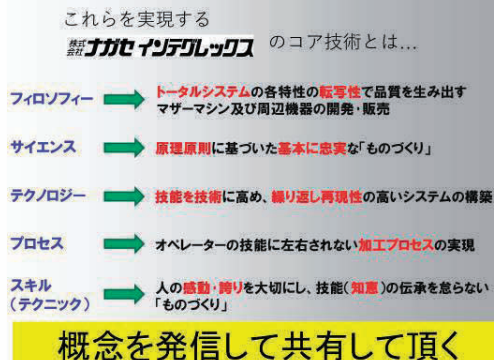 これらを実現する
株式会社ナガセ インテグレックス のコア技術とは...
フィロソフィー トータルシステムの各特性の転写性で品質を生み出す
マザーマシン及び周辺機器の開発・販売
サイエンス 原理原則に基づいた基本に忠実な「ものづくり」
テクノロジー 技能を技術に高め、繰り返し再現性の高いシステムの構築
プロセス オペレーターの技能に左右されない加工プロセスの実現
スキル 人の感動・誇りを大切にし、技能(知恵)の伝承を怠らない
(テクニック) 「ものづくり」
概念を発信して共有して頂く